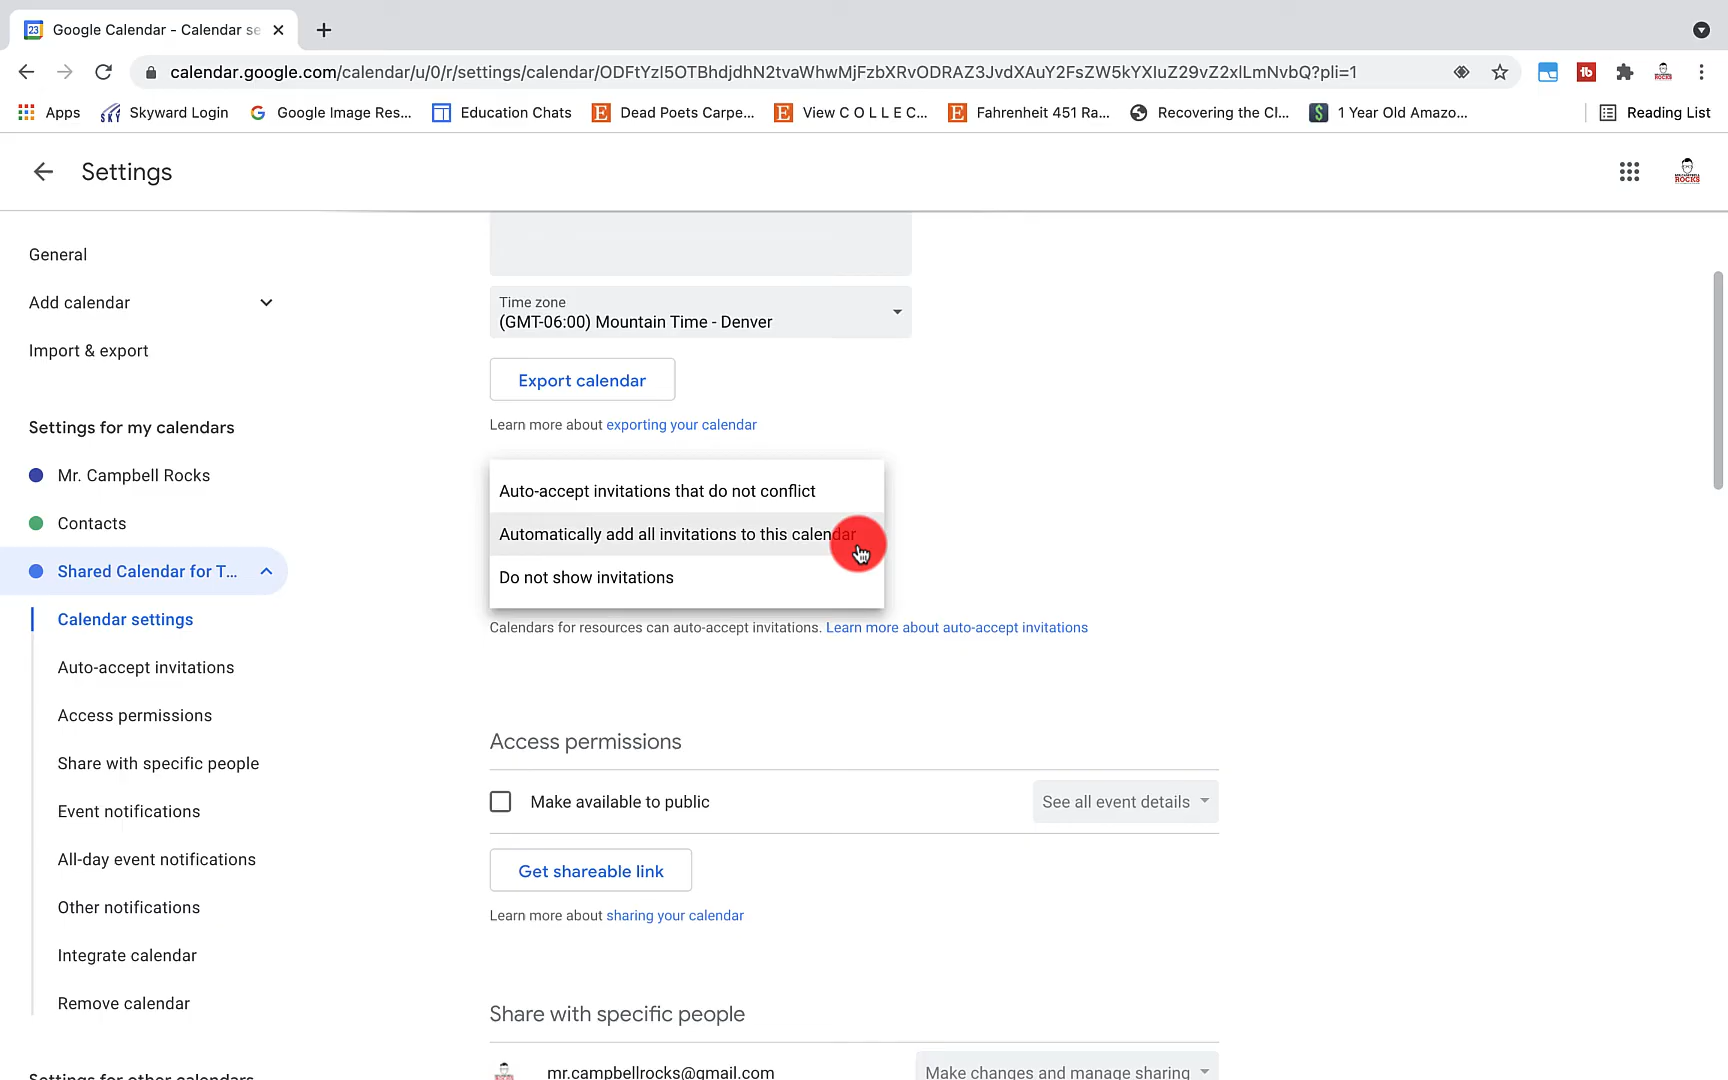 Google Calendar - Calendar se
calendar.google.com/calendar/u/0/r/settings/calendar/ODFtYzI5OTBhdjdhN2tvaWhwMjFzbXRvODRAZ3JvdXAuY2FsZW5kYXIuZ29vZ2xlLmNvbQ?pli=1
Apps Skyward Login Google Image Res... Education Chats Dead Poets Carpe... View C O L L E C... Fahrenheit 451 Ra... Recovering the Cl... 1 Year Old Amazo... Reading List
Settings
General
Add calendar
Import & export
Settings for my calendars
Mr. Campbell Rocks
Contacts
Shared Calendar for T...
Calendar settings
Auto-accept invitations
Access permissions
Share with specific people
Event notifications
All-day event notifications
Other notifications
Integrate calendar
Remove calendar
Time zone
(GMT-06:00) Mountain Time - Denver
Export calendar
Learn more about exporting your calendar
Auto-accept invitations that do not conflict
Automatically add all invitations to this calendar
Do not show invitations
Calendars for resources can auto-accept invitations. Learn more about auto-accept invitations
Access permissions
Make available to public
See all event details
Get shareable link
Learn more about sharing your calendar
Share with specific people
mr.campbellrocks@gmail.com
Make changes and manage sharing
Settings for other calendars